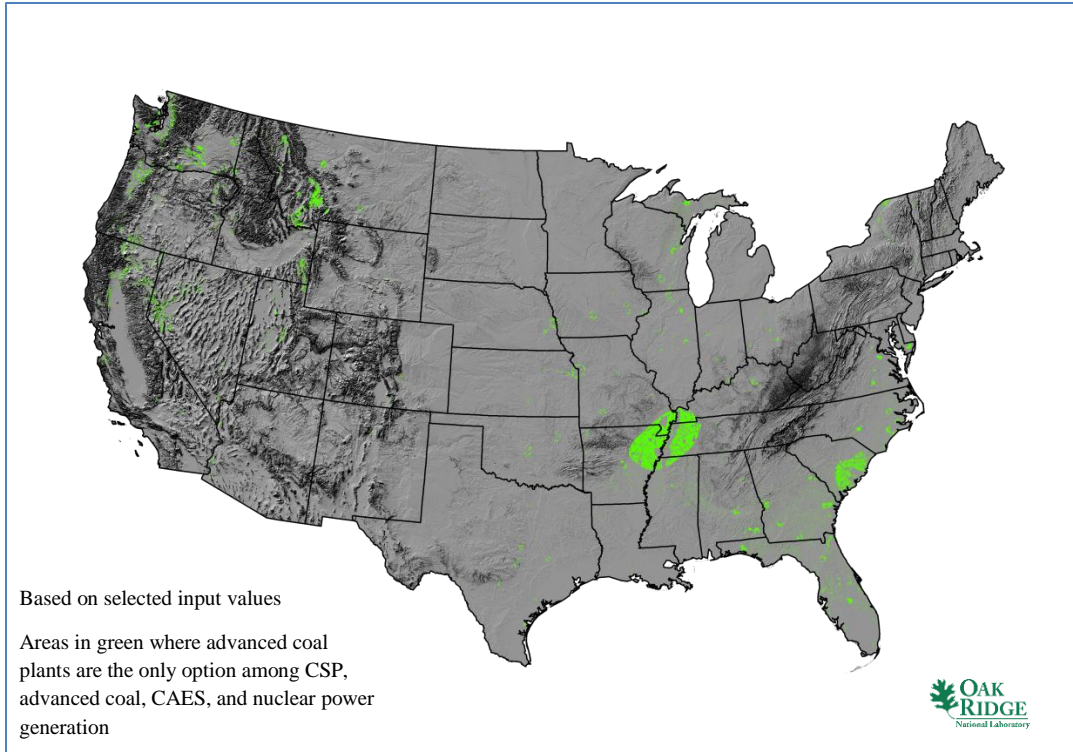 Based on selected input values
Areas in green where advanced coal
plants are the only option among CSP,
advanced coal, CAES, and nuclear power
generation
OAK
RIDGE
National Laboratory